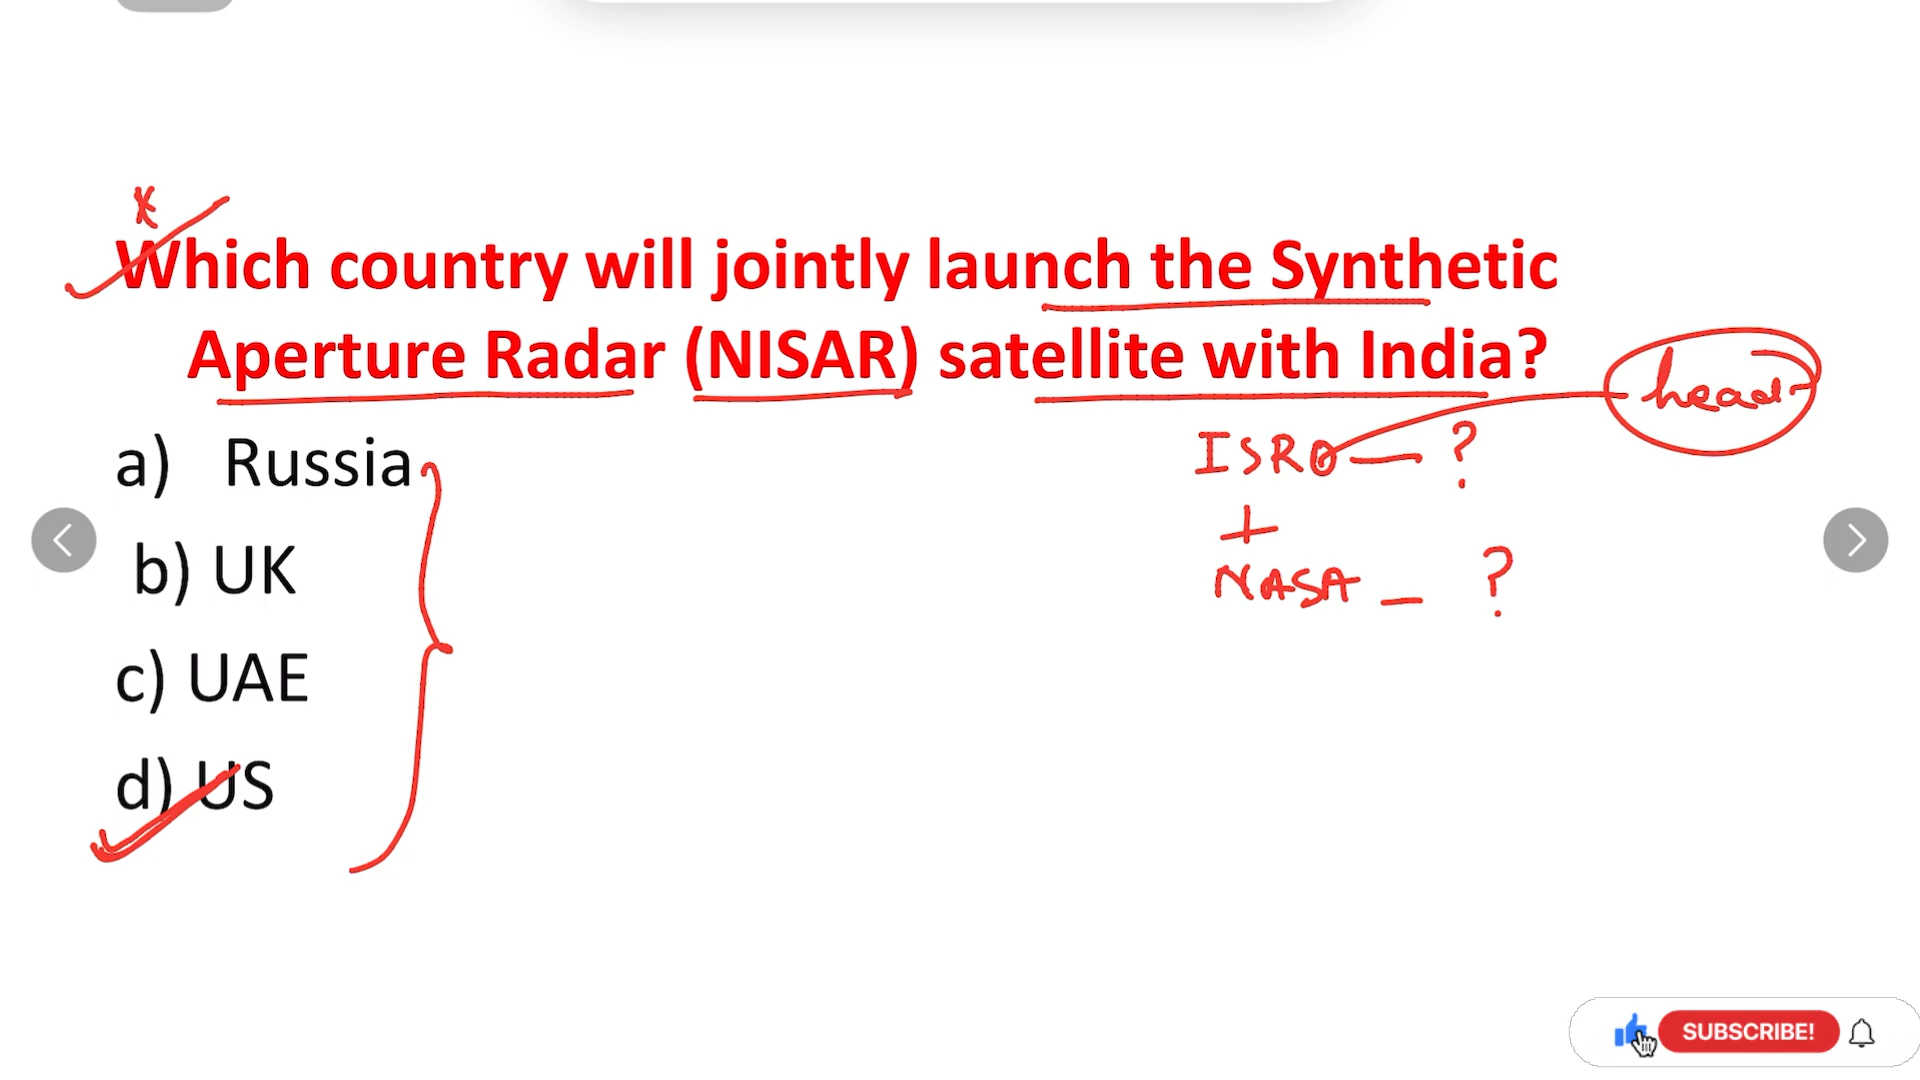 Which country will jointly launch the Synthetic
Aperture Radar (NISAR) satellite with India?
head
a) Russia
ISRO — ?
+
b) UK
NASA – ?
c) UAE
d) US
SUBSCRIBE!